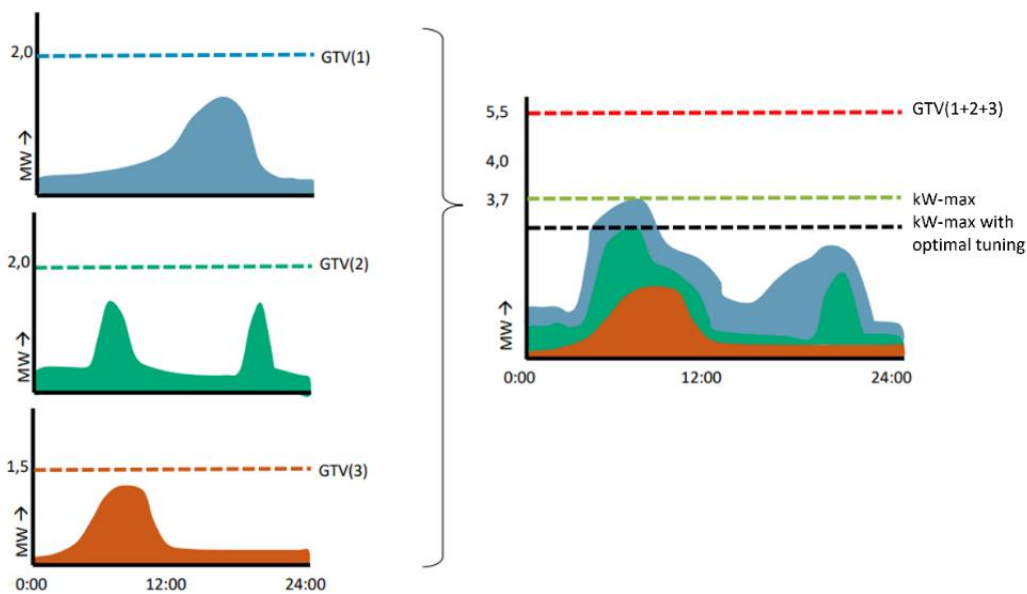 2,0
GTV(1)
MW →
2,0
GTV(2)
MW →
1,5
GTV(3)
MW →
0:00
12:00
24:00
5,5
GTV(1+2+3)
4,0
3,7
kW-max
kW-max with
optimal tuning
MW →
0:00
12:00
24:00